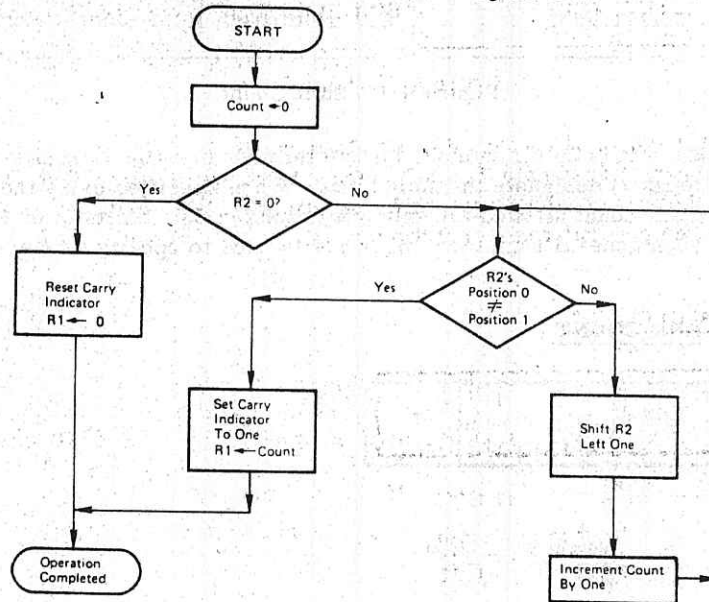 START
Count ← 0
R2 = 0?
Yes
No
Reset Carry
Indicator
R1 ← 0
R2's
Position 0
≠
Position 1
Yes
No
Set Carry
Indicator
To One
R1 ← Count
Shift R2
Left One
Operation
Completed
Increment Count
By One